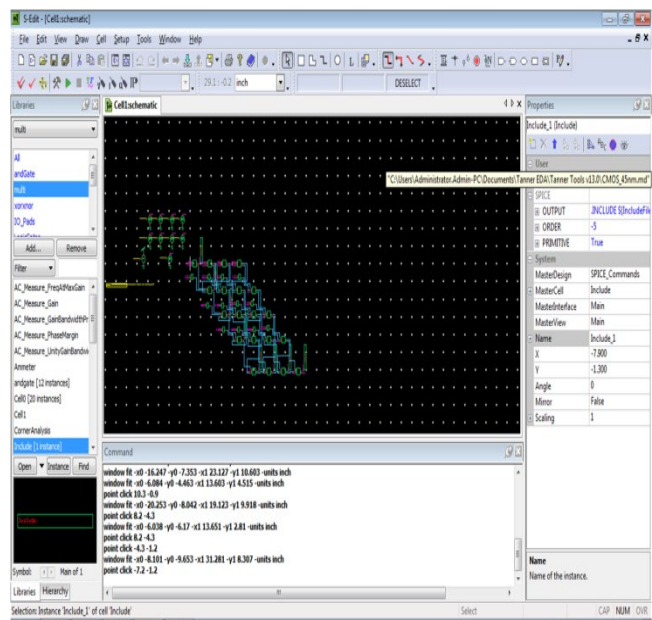 S-Edit - [Cell1:schematic]
File Edit View Draw Cell Setup Tools Window Help
29.1:-0.2 inch DESELECT
Libraries
Cell1:schematic
Properties
multi
Include_1 (Include)
All
andGate
multi
xorxnor
IO_Pads
User
"C:\Users\Administrator.Admin-PC\Documents\Tanner EDA\Tanner Tools v13.0\CMOS_45nm.md"
SPICE
OUTPUT .INCLUDE ${IncludeFile
ORDER -5
PRIMITIVE True
System
MasterDesign SPICE_Commands
MasterCell Include
MasterInterface Main
MasterView Main
Name Include_1
X -7.900
Y -1.300
Angle 0
Mirror False
Scaling 1
Add... Remove
Filter
AC_Measure_FreqAtMaxGain
AC_Measure_Gain
AC_Measure_GainBandwidthPr
AC_Measure_PhaseMargin
AC_Measure_UnityGainBandwi
Ammeter
andgate [12 instances]
Cell0 [20 instances]
Cell1
CornerAnalysis
Include [1 instance]
Open Instance Find
Symbol: Main of 1
Libraries Hierarchy
Command
window fit -x0 -16.247 -y0 -7.353 -x1 23.127 -y1 10.603 -units inch
window fit -x0 -6.084 -y0 -4.463 -x1 13.603 -y1 4.515 -units inch
point click 10.3 -0.9
window fit -x0 -20.253 -y0 -8.042 -x1 19.123 -y1 9.918 -units inch
point click 8.2 -4.3
window fit -x0 -6.038 -y0 -6.17 -x1 13.651 -y1 2.81 -units inch
point click 8.2 -4.3
point click -4.3 -1.2
window fit -x0 -8.101 -y0 -9.653 -x1 31.281 -y1 8.307 -units inch
point click -7.2 -1.2
Name
Name of the instance.
Selection: Instance 'Include_1' of cell 'Include' Select CAP NUM OVR